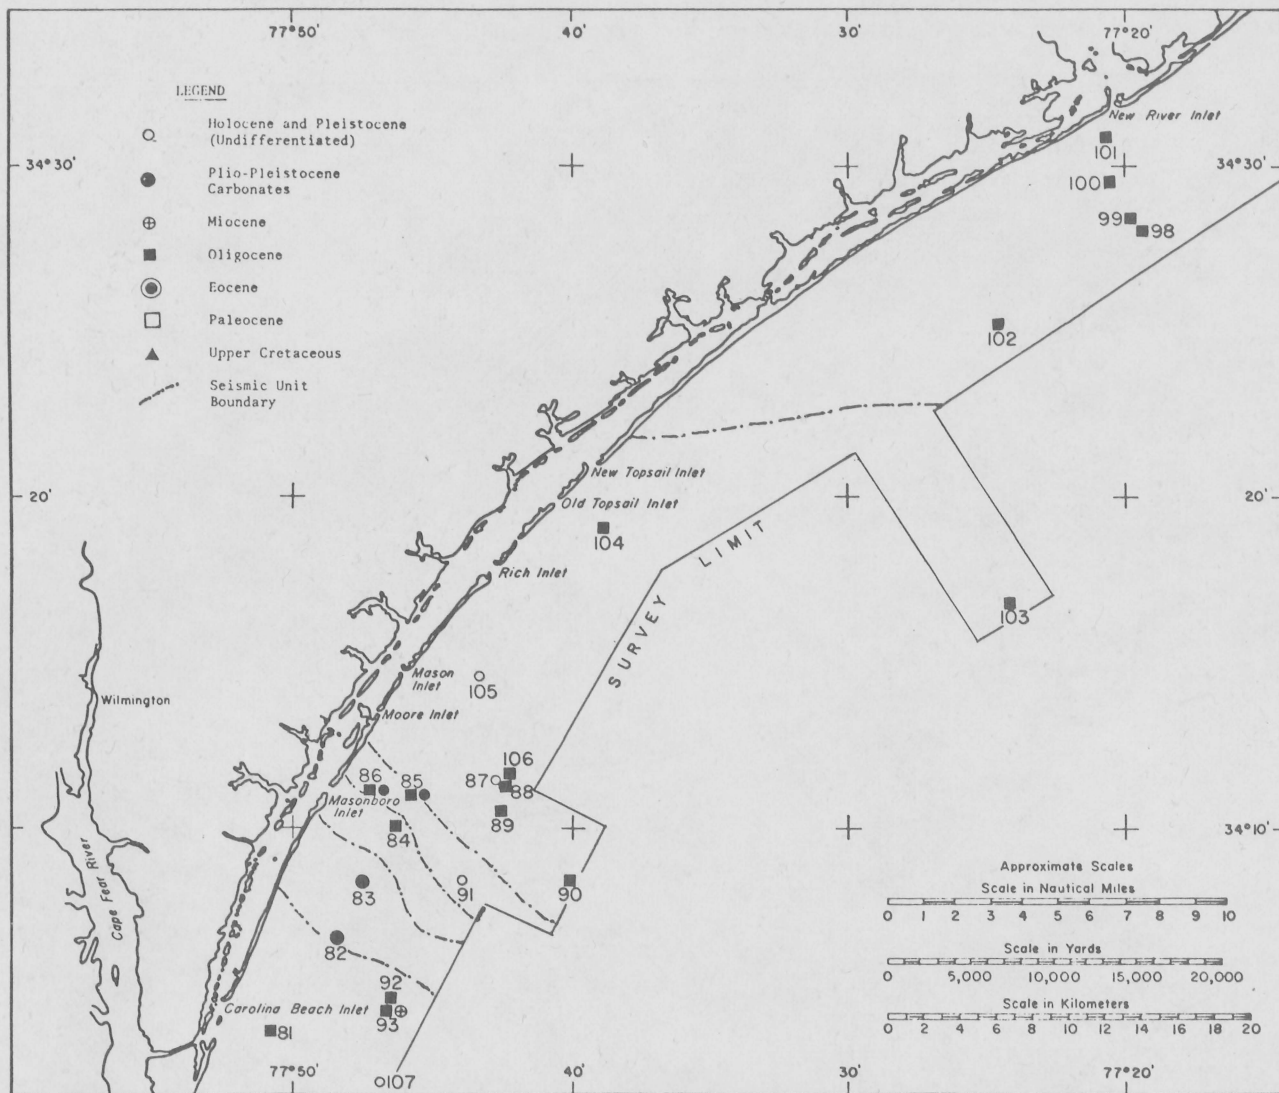 77°50'
40'
30'
77°20'
LEGEND
Holocene and Pleistocene
(Undifferentiated)
Plio-Pleistocene
Carbonates
Miocene
Oligocene
Eocene
Paleocene
Upper Cretaceous
Seismic Unit
Boundary
New River Inlet
101
34°30'
34°30'
100
99
98
102
New Topsail Inlet
20'
20'
Old Topsail Inlet
104
SURVEY LIMIT
Rich Inlet
103
Mason
Inlet
105
Wilmington
Moore Inlet
106
86
85
87
88
Masonboro
Inlet
89
84
34°10'
Cape Fear River
83
91
90
82
92
Carolina Beach Inlet
93
81
Approximate Scales
Scale in Nautical Miles
0 1 2 3 4 5 6 7 8 9 10
Scale in Yards
0 5,000 10,000 15,000 20,000
Scale in Kilometers
0 2 4 6 8 10 12 14 16 18 20
77°50'
107
40'
30'
77°20'